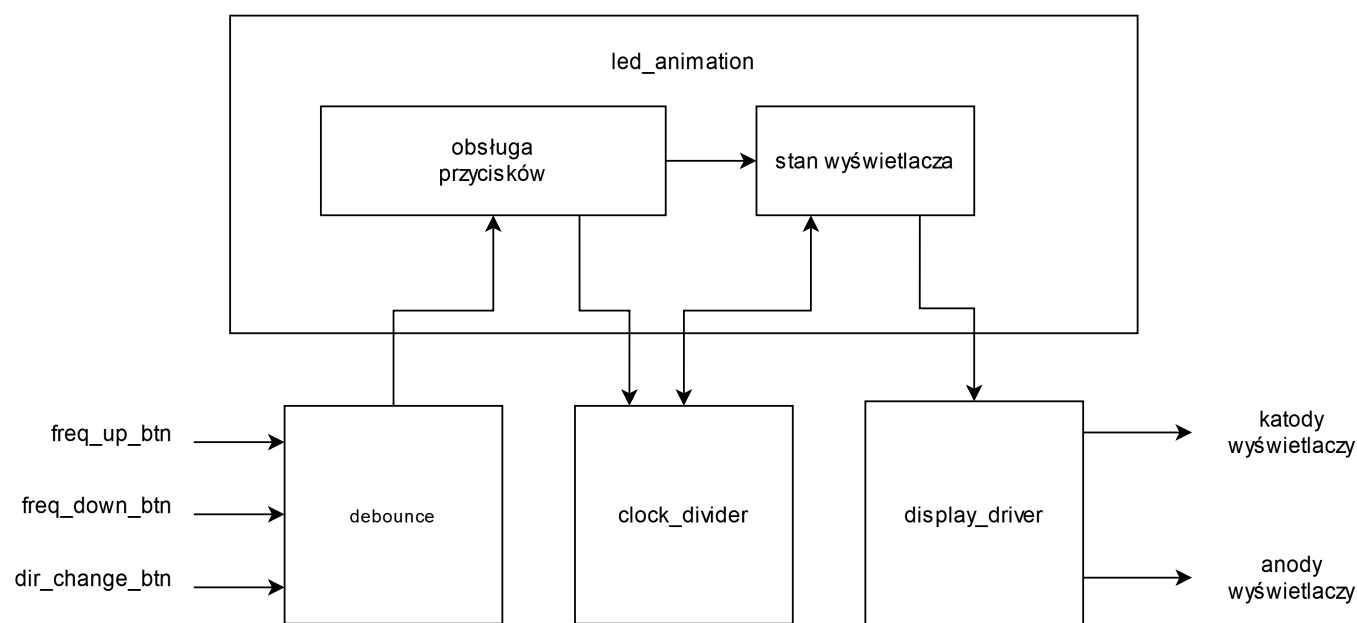 led_animation
obsługa
przycisków
stan wyświetlacza
freq_up_btn
freq_down_btn
dir_change_btn
debounce
clock_divider
display_driver
katody
wyświetlaczy
anody
wyświetlaczy